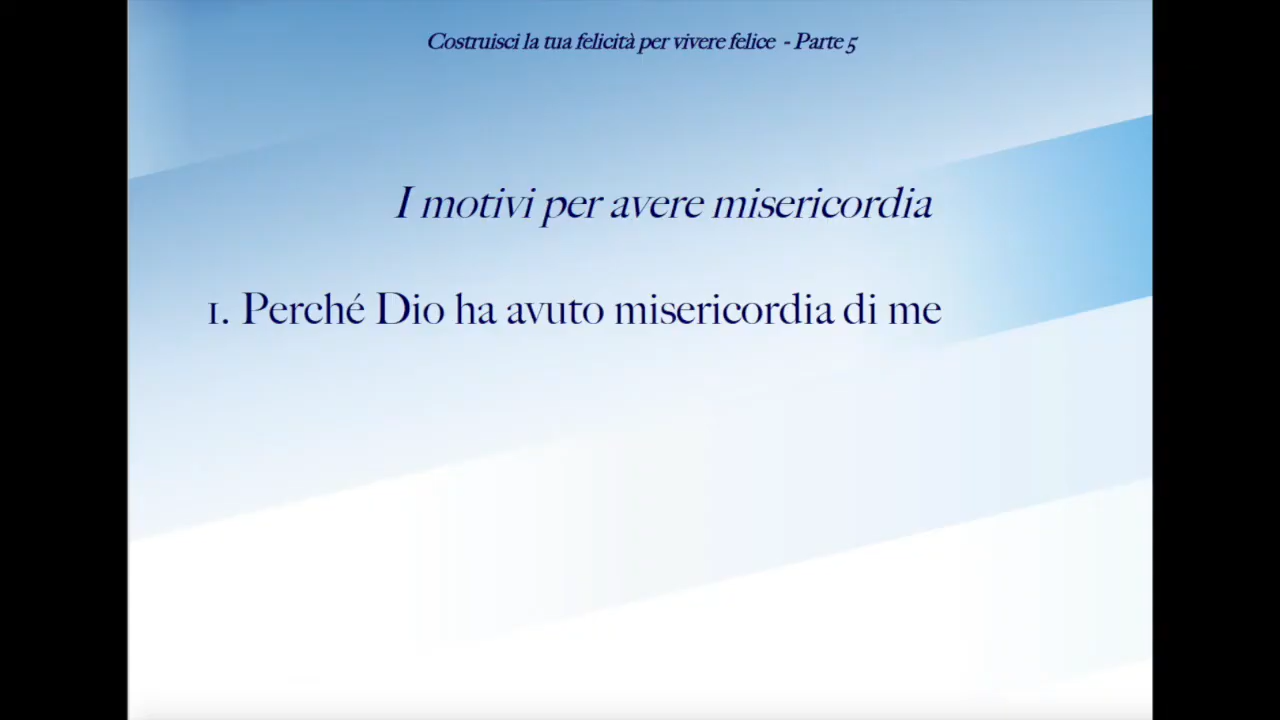 Costruisci la tua felicità per vivere felice - Parte 5
I motivi per avere misericordia
1. Perché Dio ha avuto misericordia di me